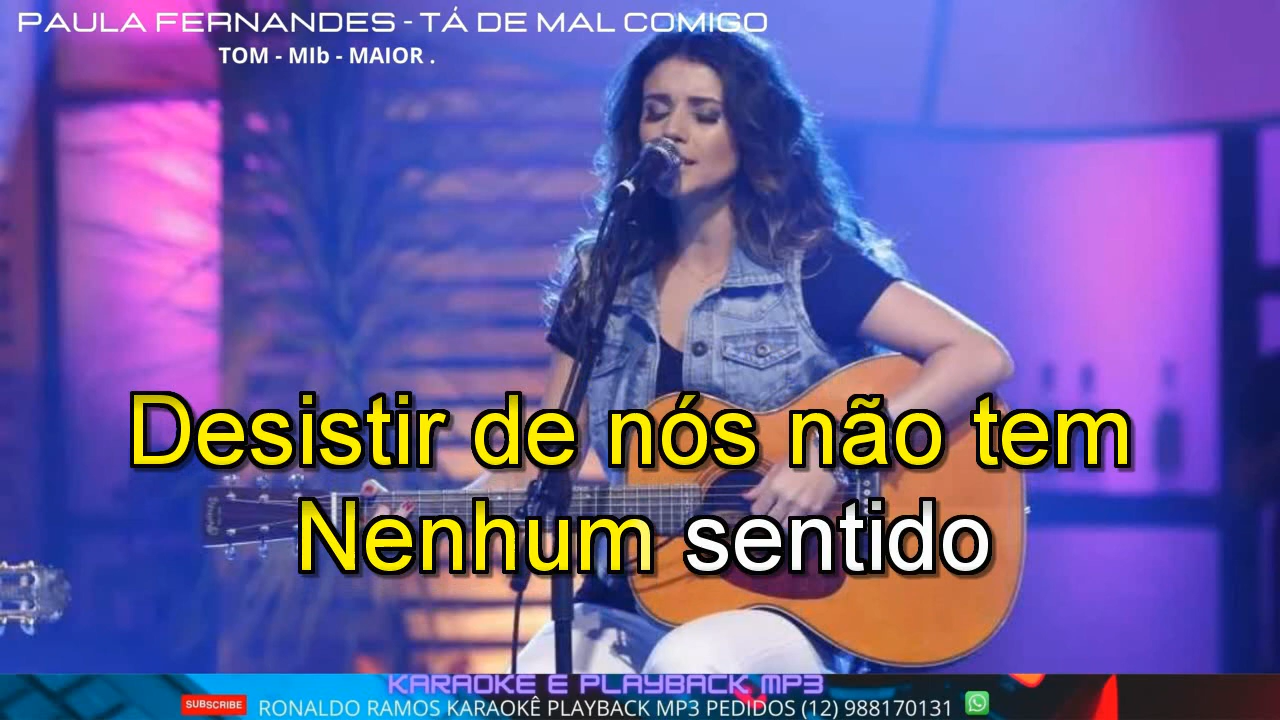 PAULA FERNANDES - TÁ DE MAL COMIGO
TOM - MIb - MAIOR .
Desistir de nós não tem
Nenhum sentido
KARAOKE E PLAYBACK MP3
SUBSCRIBE RONALDO RAMOS KARAOKÊ PLAYBACK MP3 PEDIDOS (12) 988170131